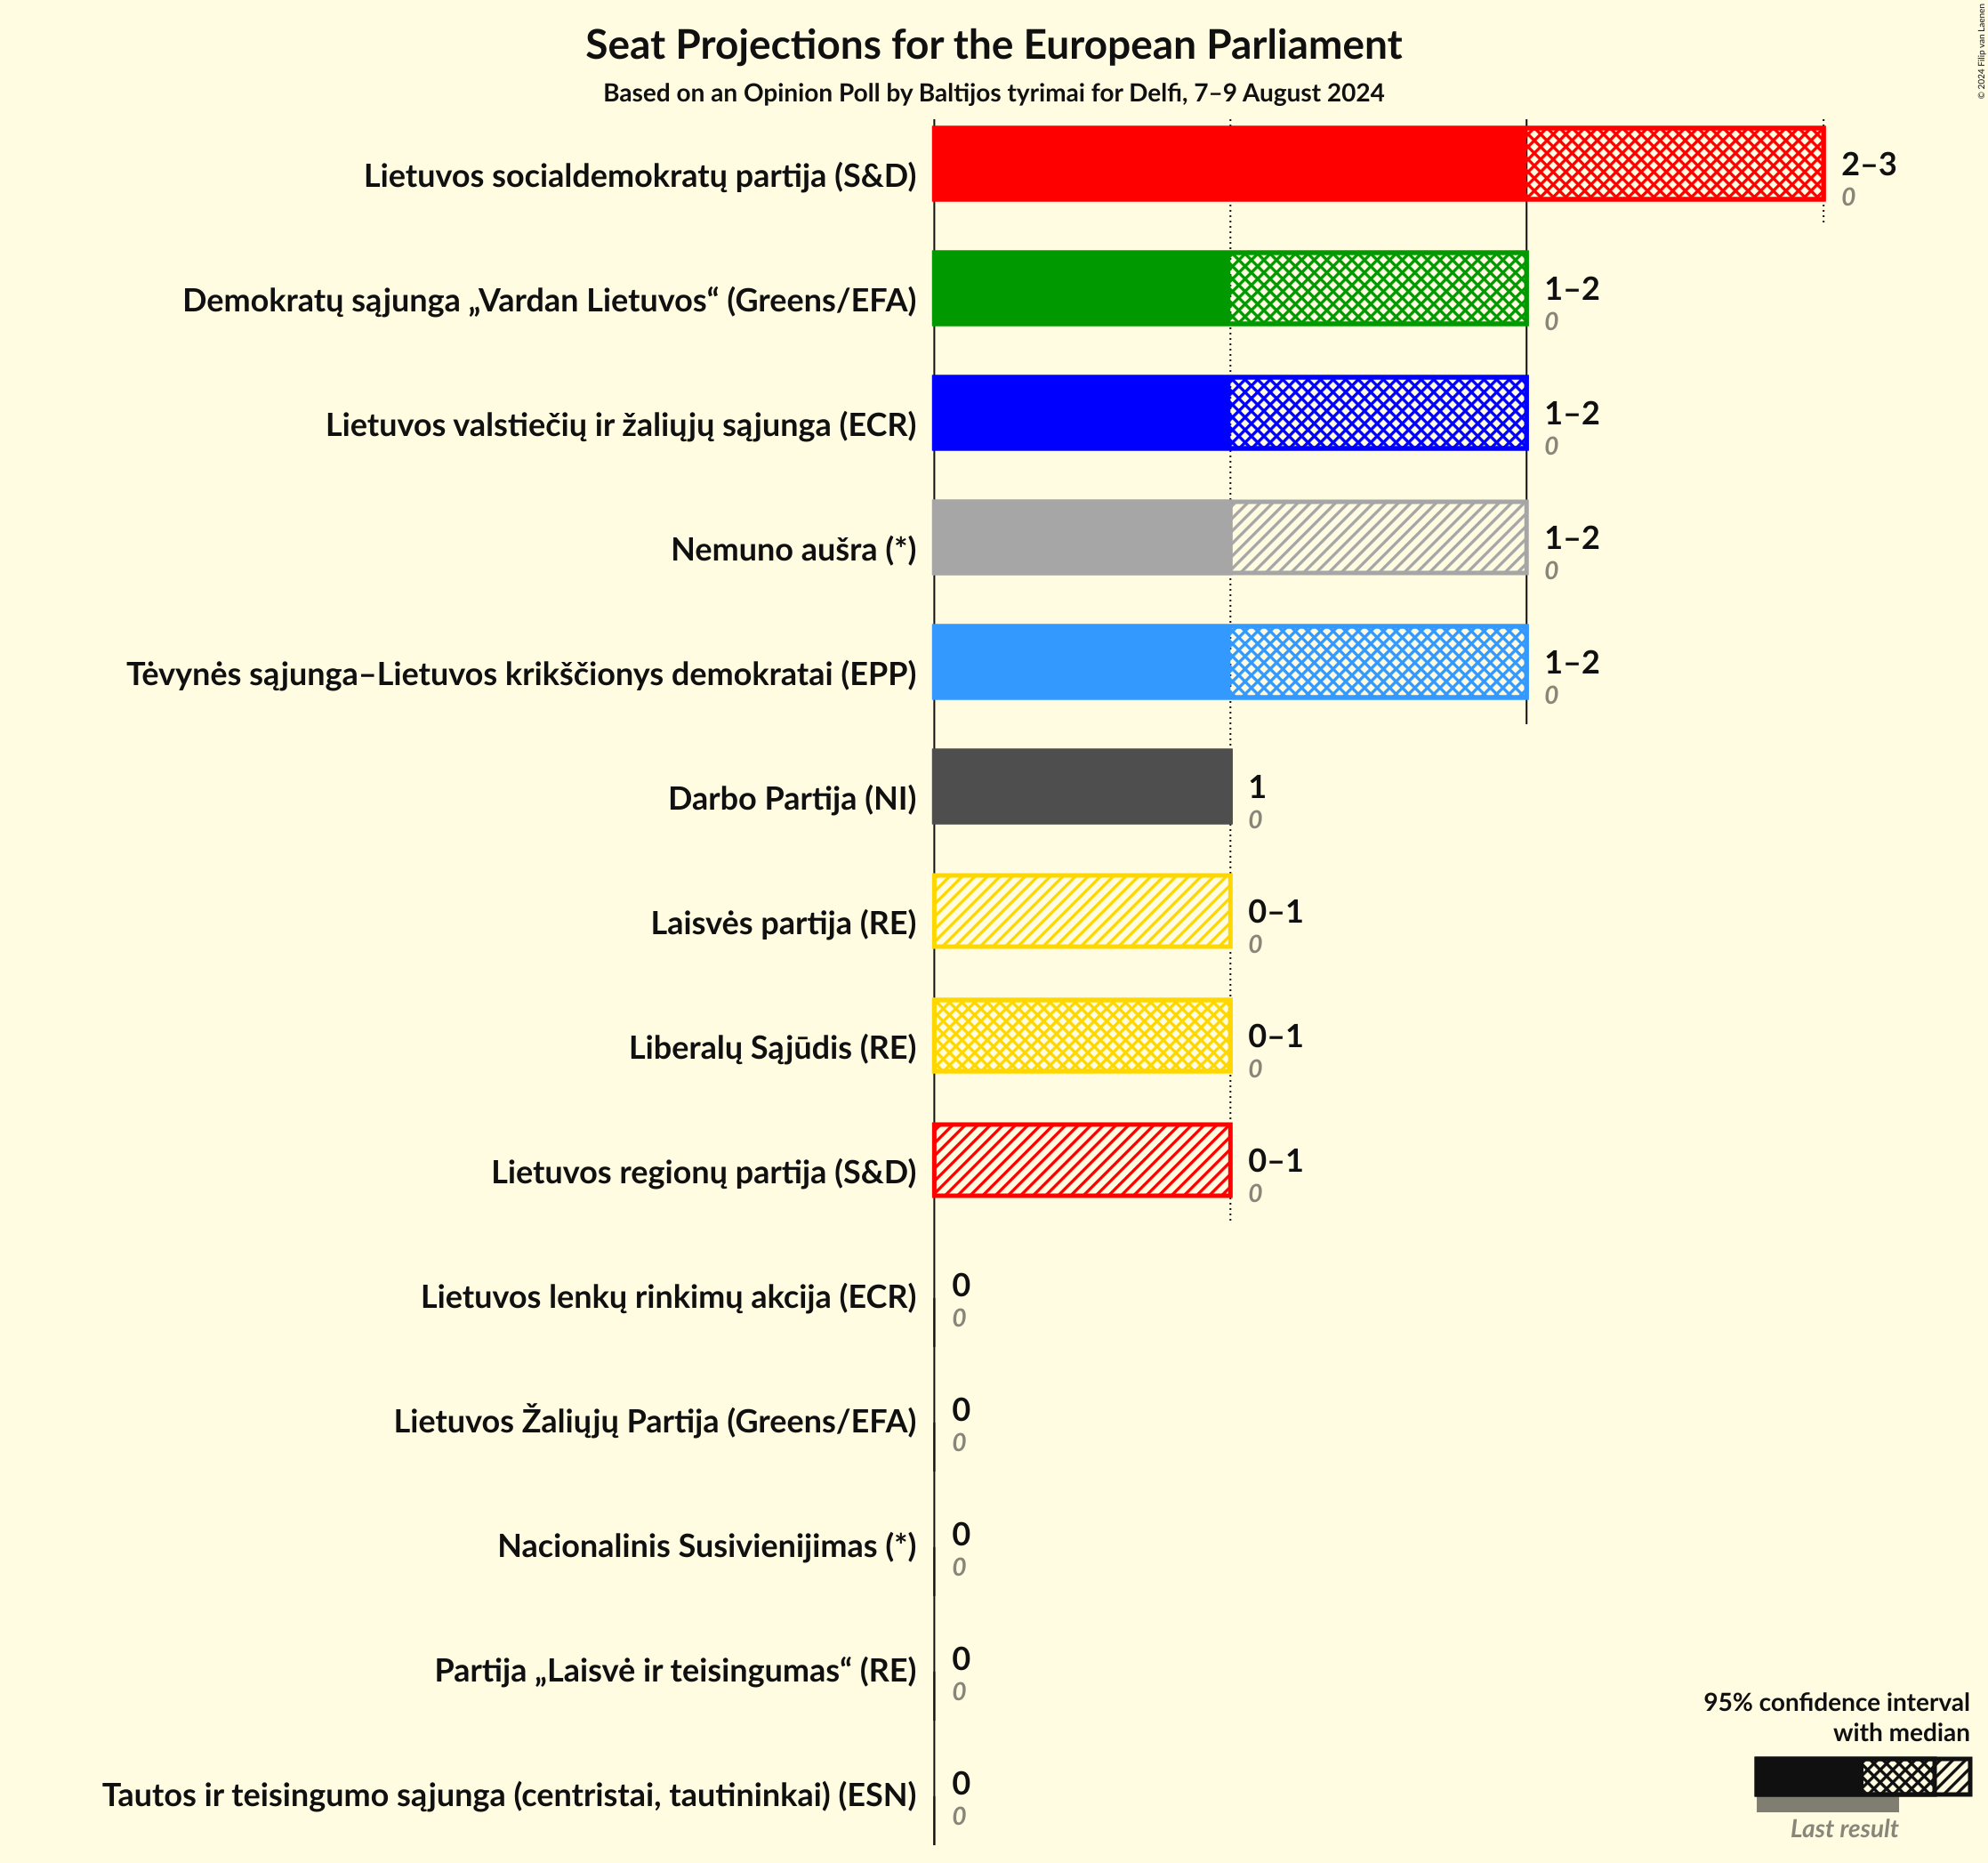 Seat Projections for the European Parliament
Based on an Opinion Poll by Baltijos tyrimai for Delfi, 7–9 August 2024
© 2024 Filip van Laenen
Lietuvos socialdemokratų partija (S&D)
2–3
0
Demokratų sąjunga „Vardan Lietuvos“ (Greens/EFA)
1–2
0
Lietuvos valstiečių ir žaliųjų sąjunga (ECR)
1–2
0
Nemuno aušra (*)
1–2
0
Tėvynės sąjunga–Lietuvos krikščionys demokratai (EPP)
1–2
0
Darbo Partija (NI)
1
0
Laisvės partija (RE)
0–1
0
Liberalų Sąjūdis (RE)
0–1
0
Lietuvos regionų partija (S&D)
0–1
0
Lietuvos lenkų rinkimų akcija (ECR)
0
0
Lietuvos Žaliųjų Partija (Greens/EFA)
0
0
Nacionalinis Susivienijimas (*)
0
0
Partija „Laisvė ir teisingumas“ (RE)
0
0
Tautos ir teisingumo sąjunga (centristai, tautininkai) (ESN)
0
0
95% confidence interval
with median
Last result